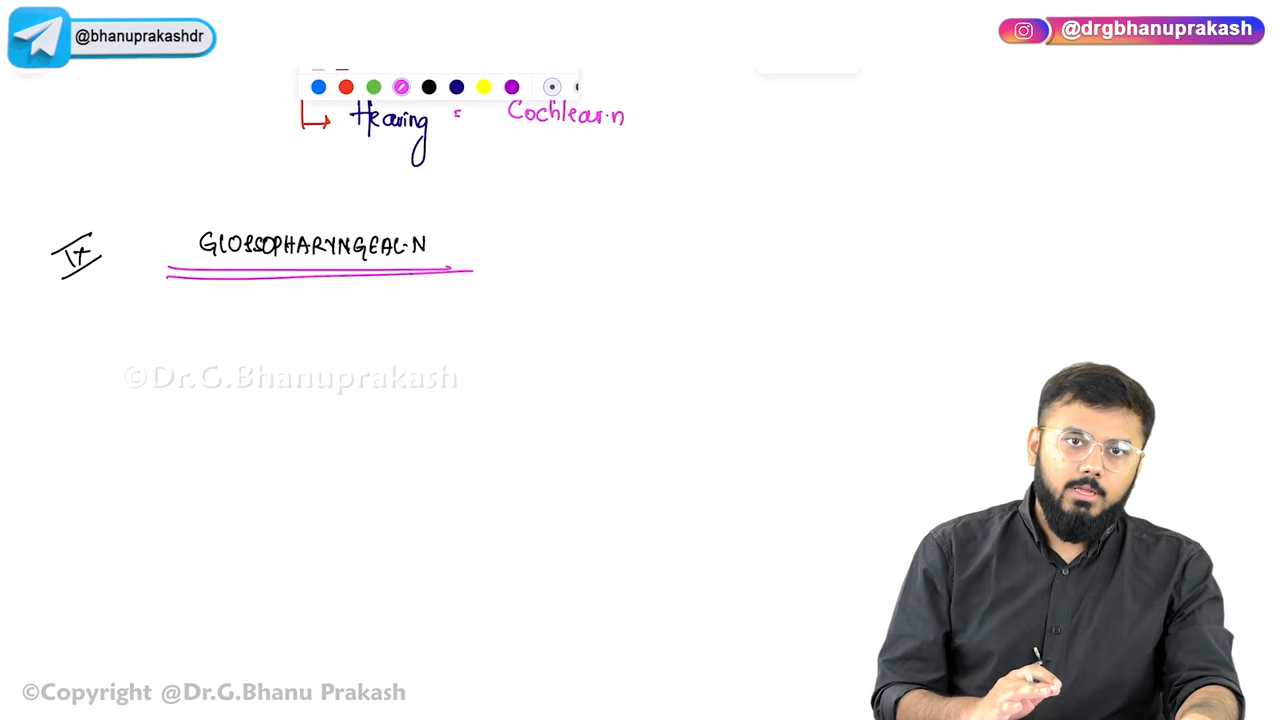 @bhanuprakashdr
@drgbhanuprakash
Hearing = Cochlear.n
IX GLOSSOPHARYNGEAL.N
©Dr.G.Bhanuprakash
©Copyright @Dr.G.Bhanu Prakash